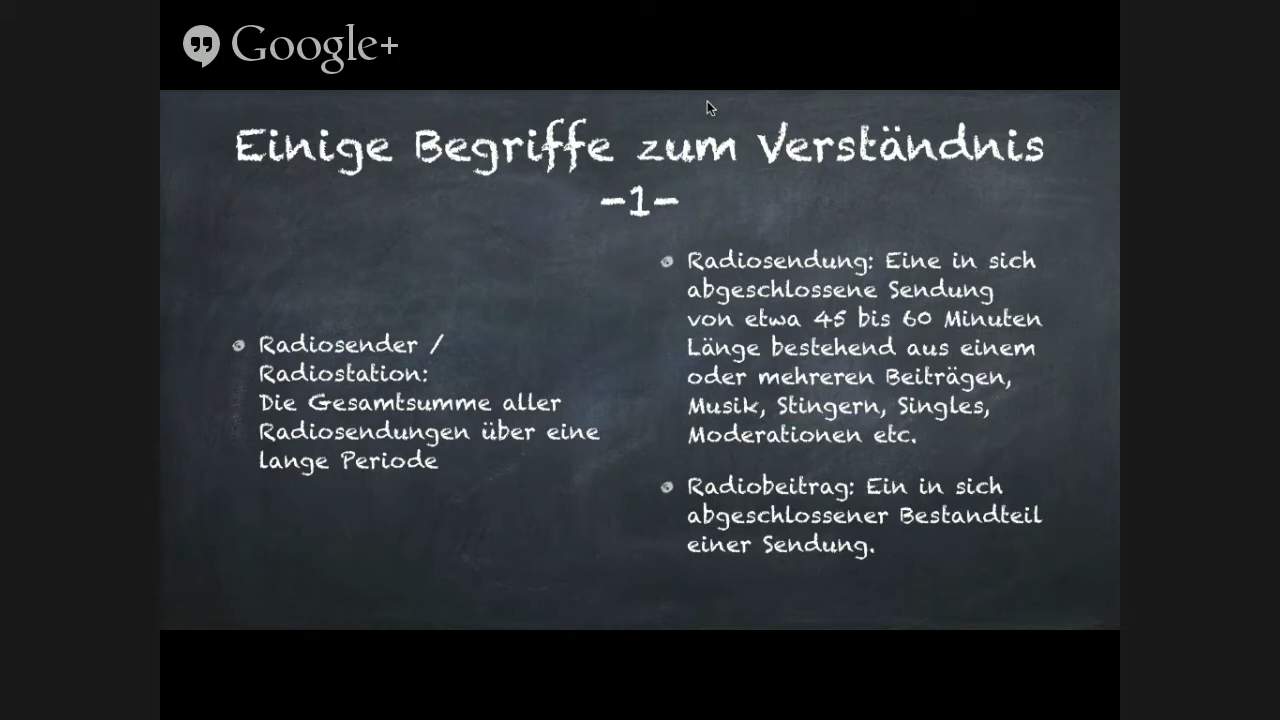 Google+
Einige Begriffe zum Verständnis
-1-
Radiosender /
Radiostation:
Die Gesamtsumme aller
Radiosendungen über eine
lange Periode
Radiosendung: Eine in sich
abgeschlossene Sendung
von etwa 45 bis 60 Minuten
Länge bestehend aus einem
oder mehreren Beiträgen,
Musik, Stingern, Singles,
Moderationen etc.
Radiobeitrag: Ein in sich
abgeschlossener Bestandteil
einer Sendung.